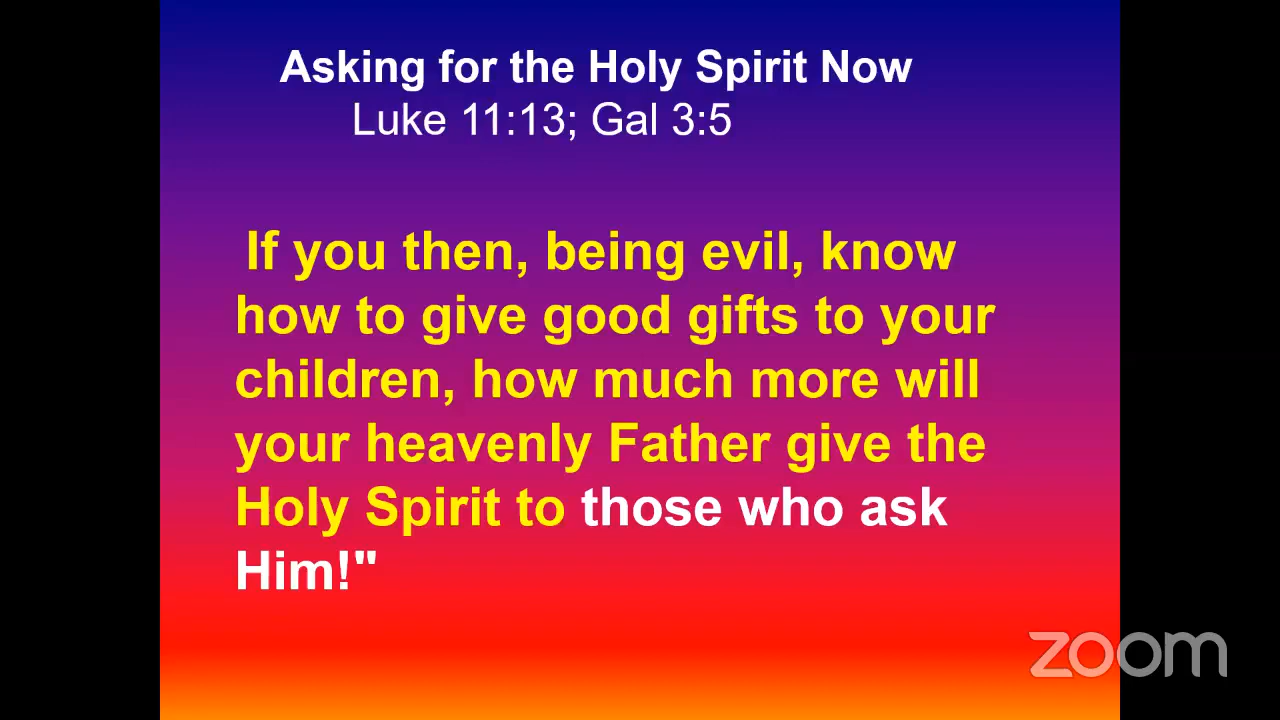 Asking for the Holy Spirit Now
Luke 11:13; Gal 3:5
If you then, being evil, know
how to give good gifts to your
children, how much more will
your heavenly Father give the
Holy Spirit to those who ask
Him!"
zoom